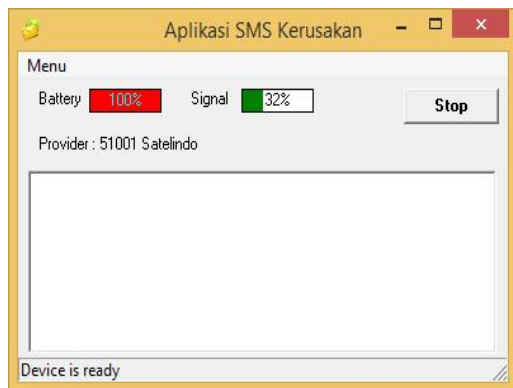 Aplikasi SMS Kerusakan
Menu
Battery 100% Signal 32% Stop
Provider : 51001 Satelindo
Device is ready